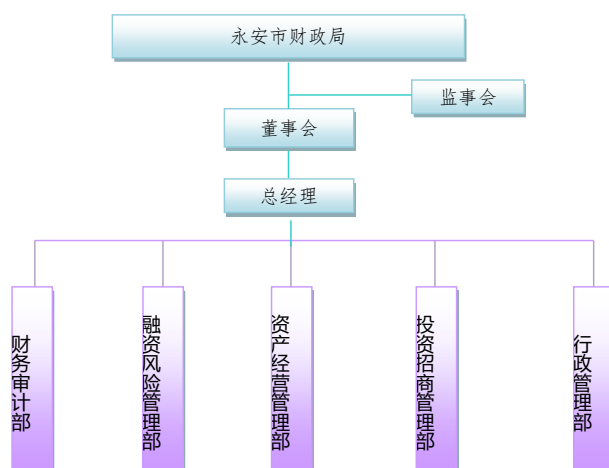 永安市财政局
监事会
董事会
总经理
财务审计部
融资风险管理部
资产经营管理部
投资招商管理部
行政管理部